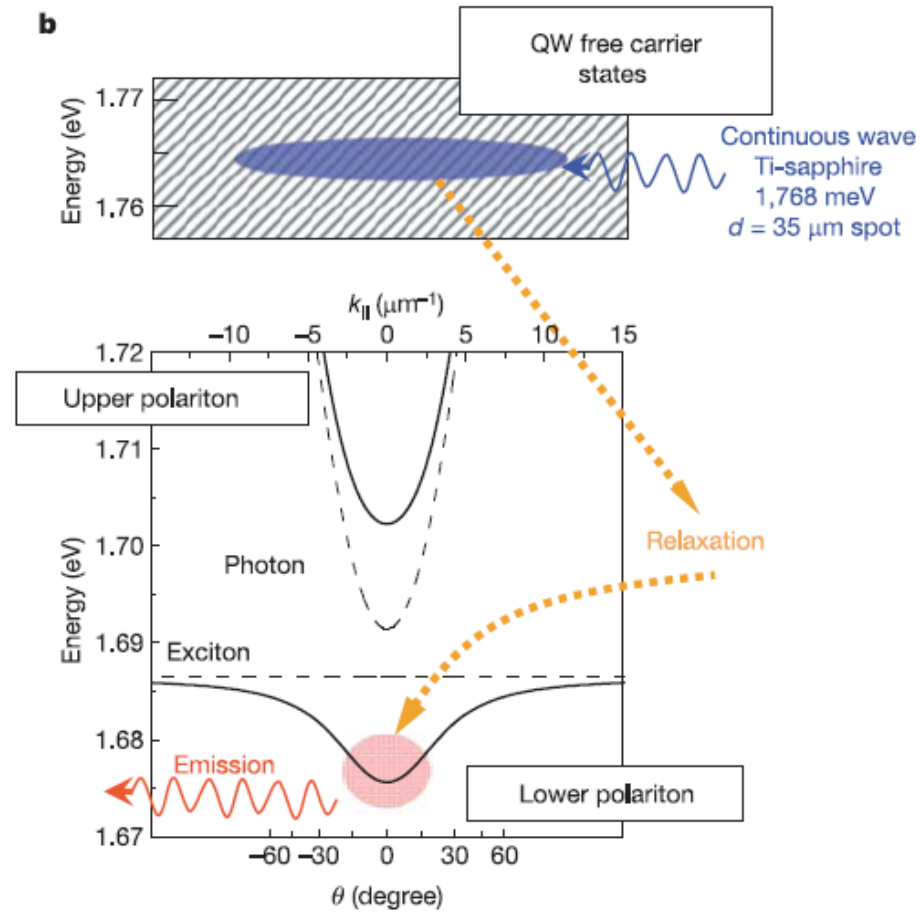 b
QW free carrier
states
Energy (eV)
1.77
1.76
Continuous wave
Ti-sapphire
1,768 meV
d = 35 μm spot
k|| (μm⁻¹)
−10 −5 0 5 10 15
Energy (eV)
1.72
1.71
1.70
1.69
1.68
1.67
Upper polariton
Photon
Relaxation
Exciton
Emission
Lower polariton
−60 −30 0 30 60
θ (degree)